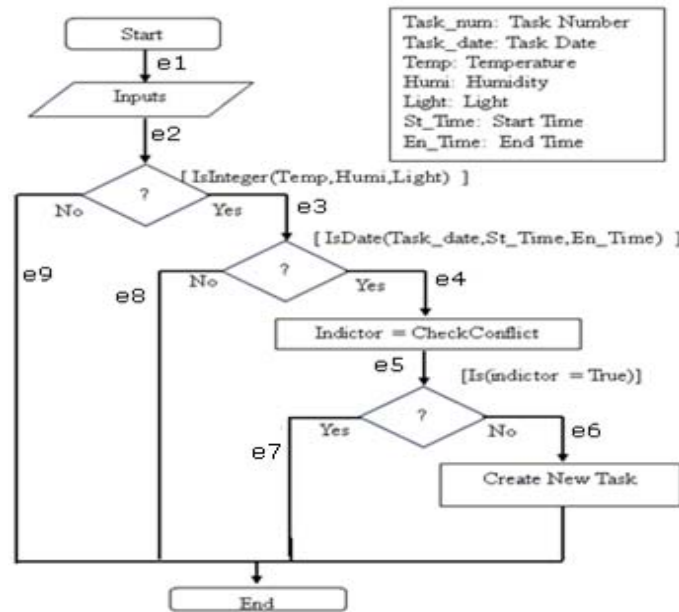 Start
e1
Inputs
e2
Task_num: Task Number
Task_date: Task Date
Temp: Temperature
Humi: Humidity
Light: Light
St_Time: Start Time
En_Time: End Time
[ IsInteger(Temp,Humi,Light) ]
?
No
Yes
e3
[ IsDate(Task_date,St_Time,En_Time) ]
e9
e8
?
No
Yes
e4
Indictor = CheckConflict
e5
[Is(indictor = True)]
?
Yes
No
e7
e6
Create New Task
End